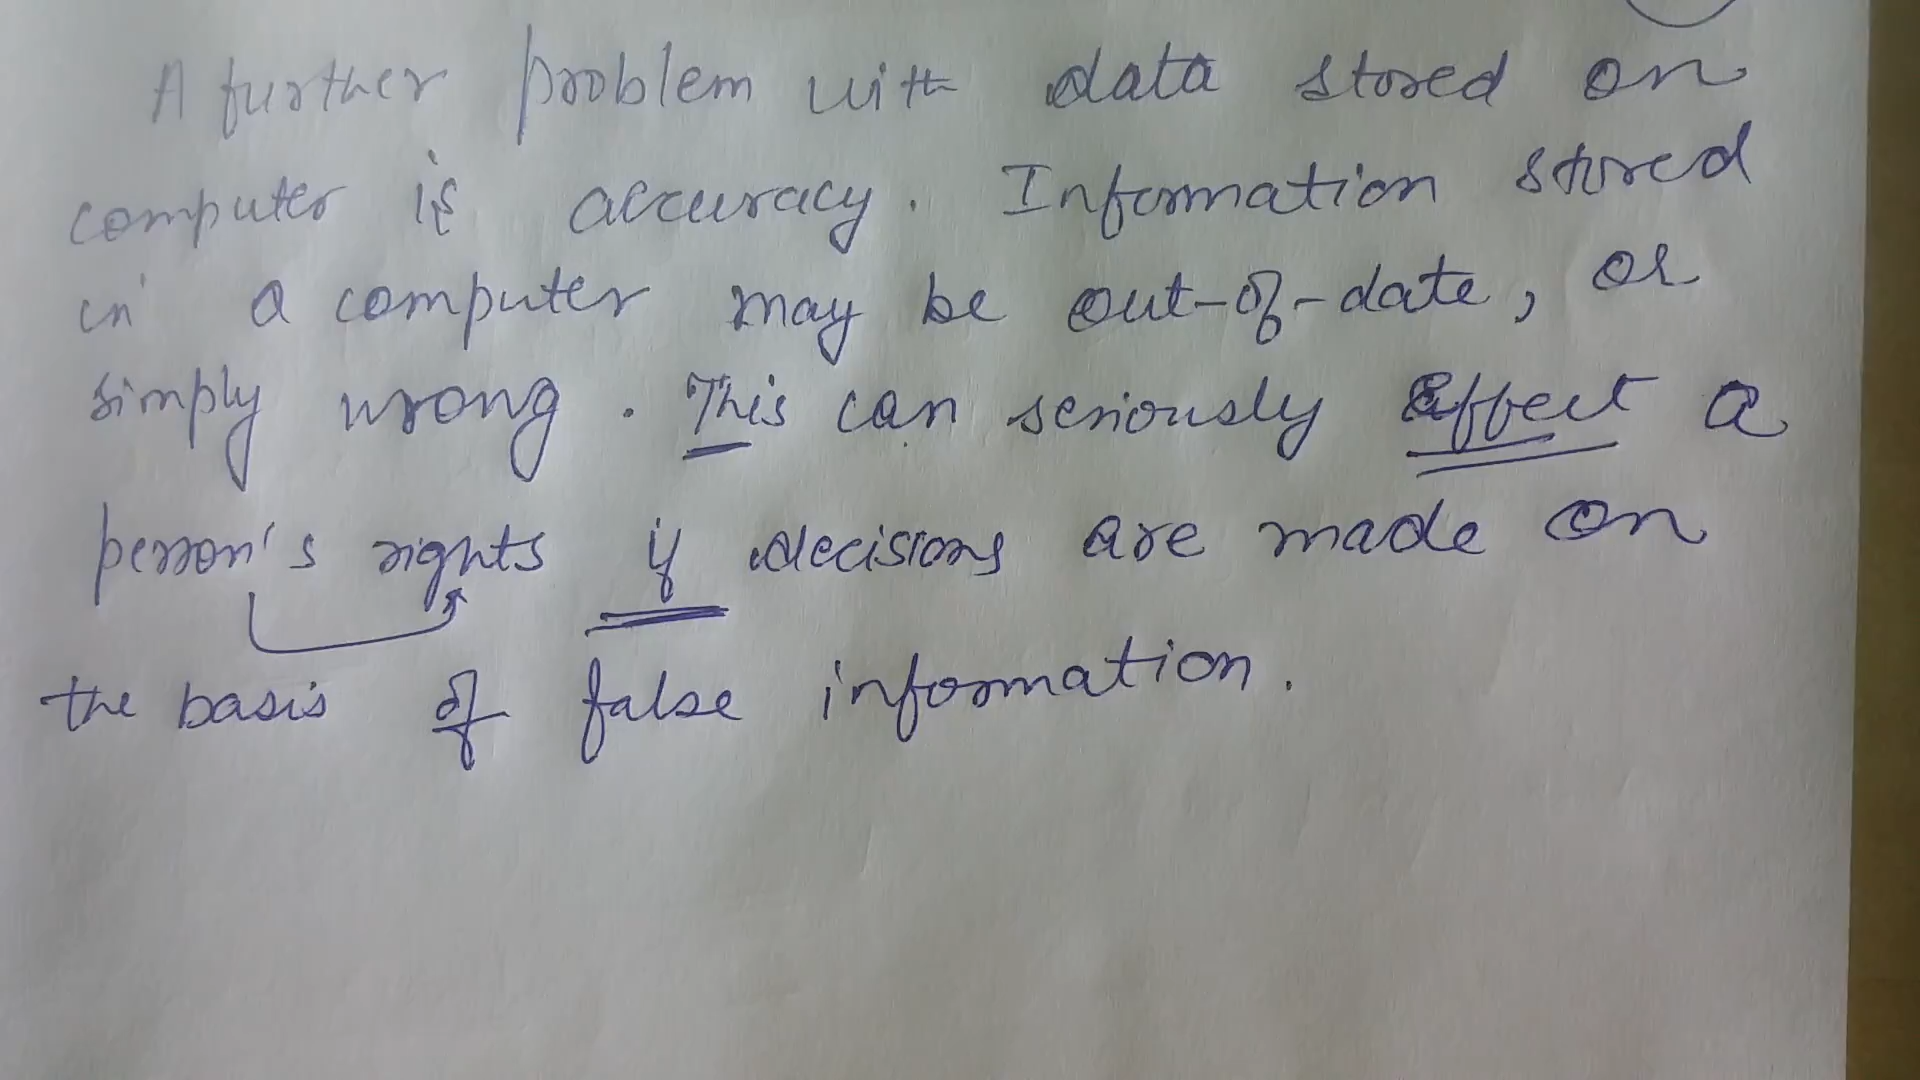 A further problem with data stored on
computer is accuracy. Information stored
in a computer may be out-of-date, or
simply wrong. This can seriously affect a
person's rights if decisions are made on
the basis of false information.